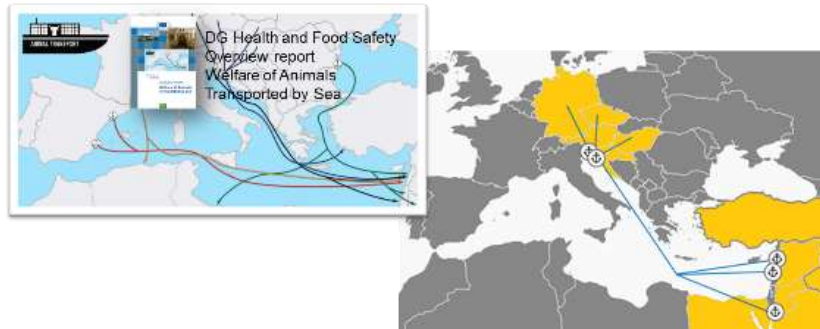 ANIMAL TRANSPORT
DG Health and Food Safety
Overview report
Welfare of Animals
Transported by Sea